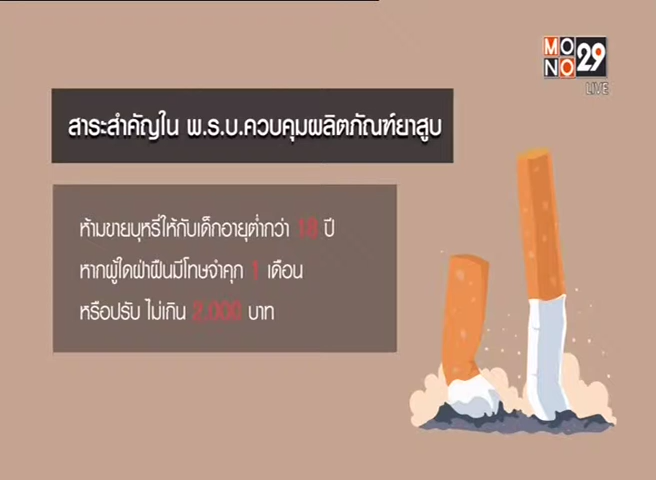 MONO 29
LIVE
สาระสำคัญใน พ.ร.บ.ควบคุมผลิตภัณฑ์ยาสูบ
ห้ามขายบุหรี่ให้กับเด็กอายุต่ำกว่า 18 ปี
หากผู้ใดฝ่าฝืนมีโทษจำคุก 1 เดือน
หรือปรับ ไม่เกิน 2,000 บาท